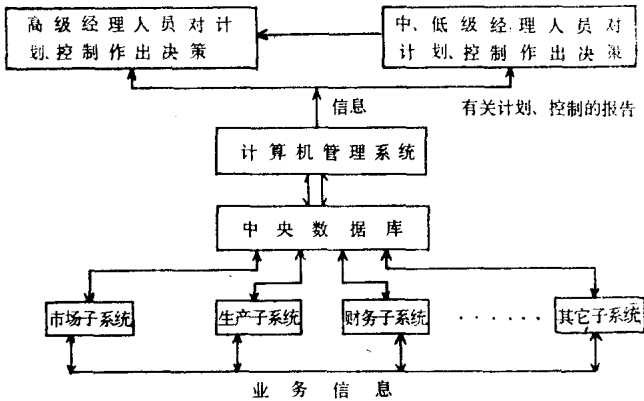 高级经理人员对计
划、控制作出决策
中、低级经理人员对
计划、控制作出决策
信息
有关计划、控制的报告
计算机管理系统
中央数据库
市场子系统
生产子系统
财务子系统
......
其它子系统
业务信息